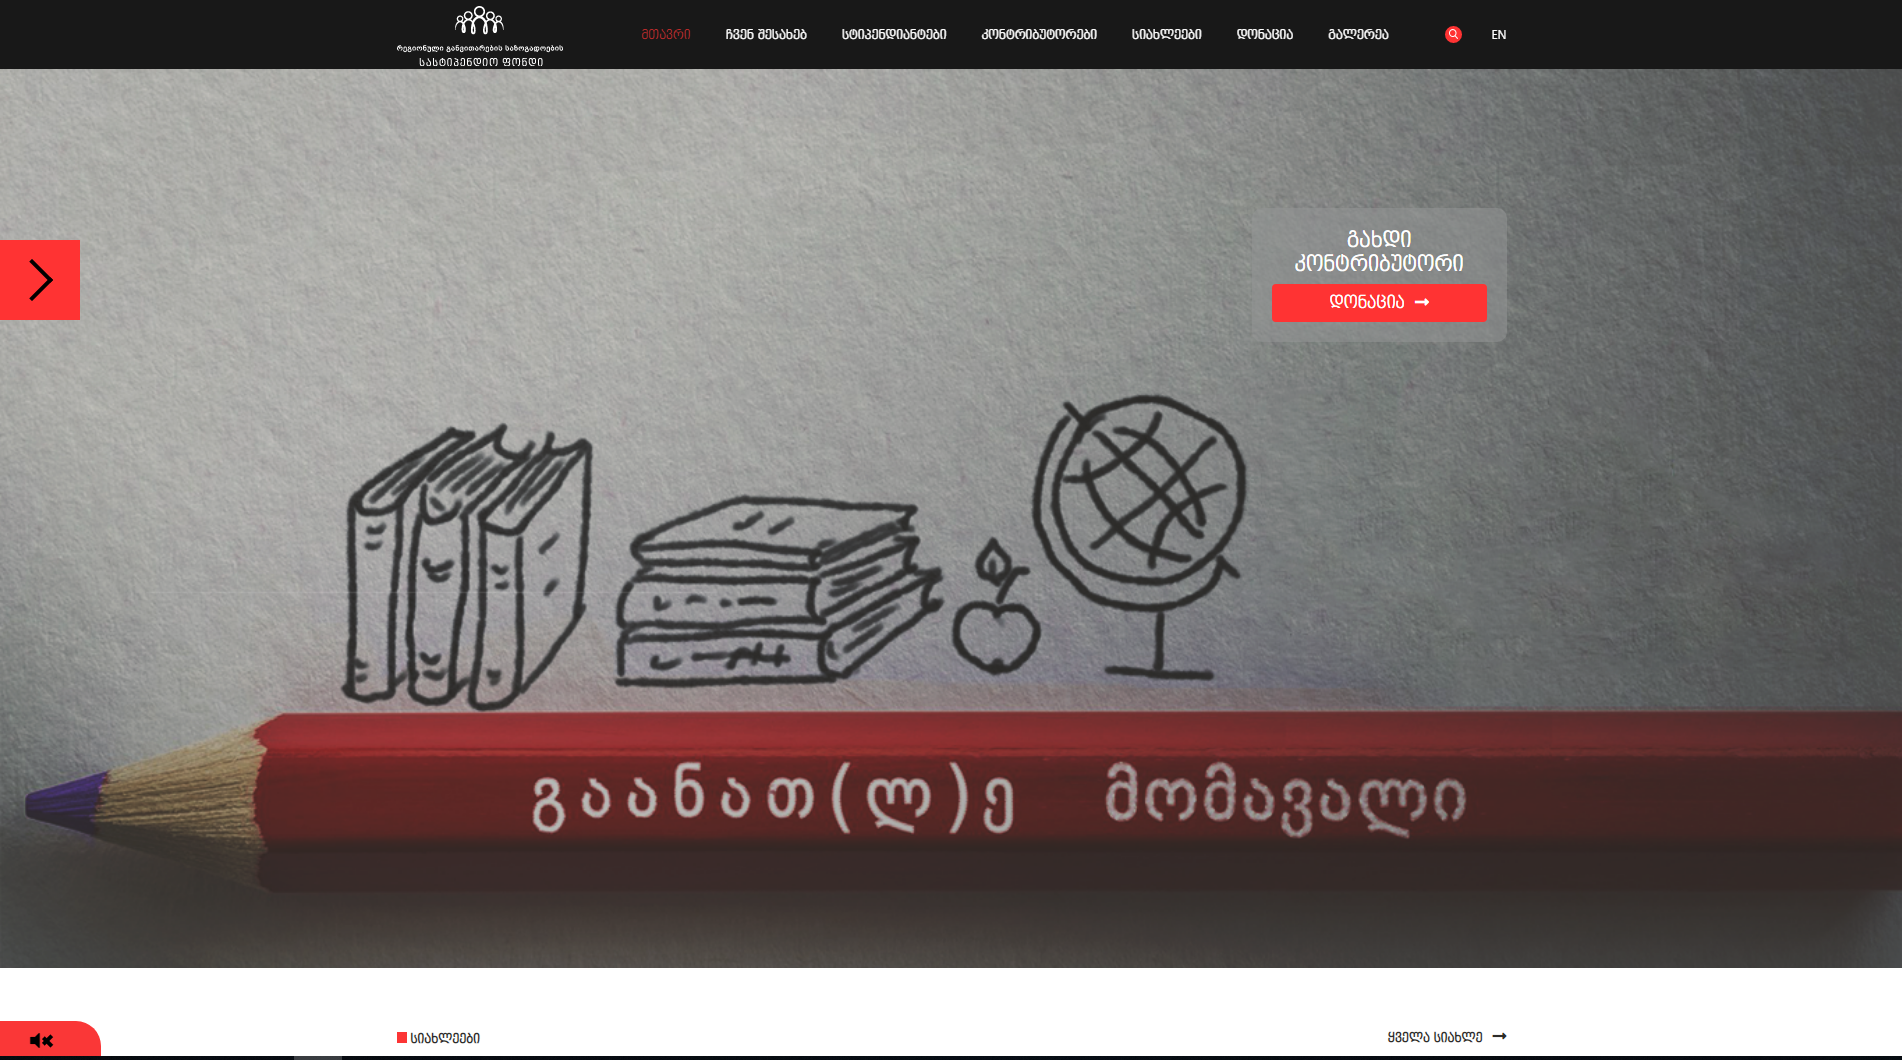 რეგიონული განვითარების საზოგადოების
სასტიპენდიო ფონდი
მთავრი ჩვენ შესახებ სტიპენდიანტები კონტრიბუტორები სიახლეები დონაცია გალერეა EN
გახდი
კონტრიბუტორი
დონაცია
გაანათ(ლ)ე მომავალი
სიახლეები ყველა სიახლე